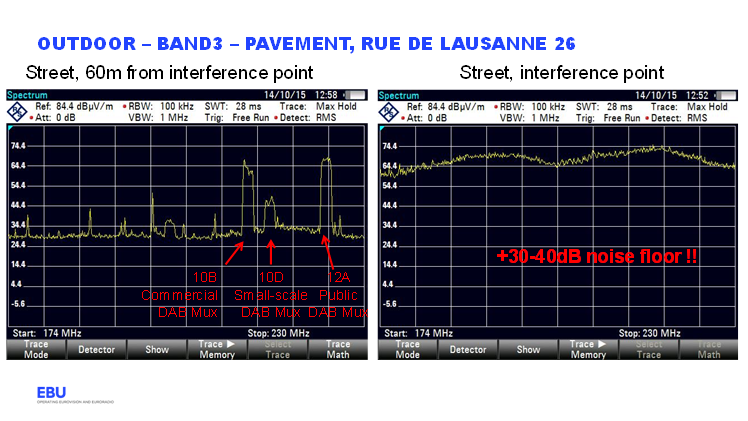 OUTDOOR – BAND3 – PAVEMENT, RUE DE LAUSANNE 26
Street, 60m from interference point
Spectrum 14/10/15 12:58
Ref: 84.4 dBµV/m • RBW: 100 kHz SWT: 28 ms Trace: Max Hold
• Att: 0 dB VBW: 1 MHz Trig: Free Run • Detect: RMS
74.4
64.4
54.4
44.4
34.4
24.4
14.4
4.4
-5.6
10B
Commercial
DAB Mux
10D
Small-scale
DAB Mux
12A
Public
DAB Mux
Start: 174 MHz Stop: 230 MHz
Trace Mode
Detector
Show
Trace ▶ Memory
Select Trace
Trace Math
Street, interference point
Spectrum 14/10/15 12:52
Ref: 84.4 dBµV/m • RBW: 100 kHz SWT: 28 ms Trace: Max Hold
• Att: 0 dB VBW: 1 MHz Trig: Free Run • Detect: RMS
74.4
64.4
54.4
44.4
34.4
24.4
14.4
4.4
-5.6
+30-40dB noise floor !!
Start: 174 MHz Stop: 230 MHz
Trace Mode
Detector
Show
Trace ▶ Memory
Select Trace
Trace Math
EBU
OPERATING EUROVISION AND EURORADIO